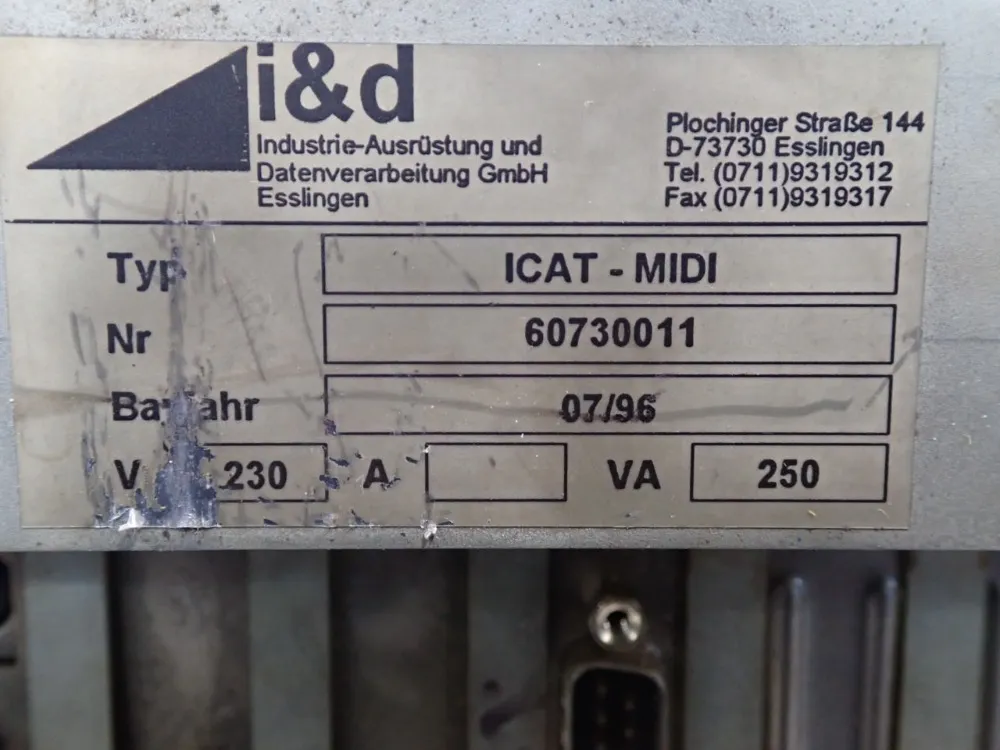 i&d
Industrie-Ausrüstung und
Datenverarbeitung GmbH
Esslingen
Plochinger Straße 144
D-73730 Esslingen
Tel. (0711)9319312
Fax (0711)9319317
Typ ICAT - MIDI
Nr 60730011
Baujahr 07/96
V 230 A VA 250